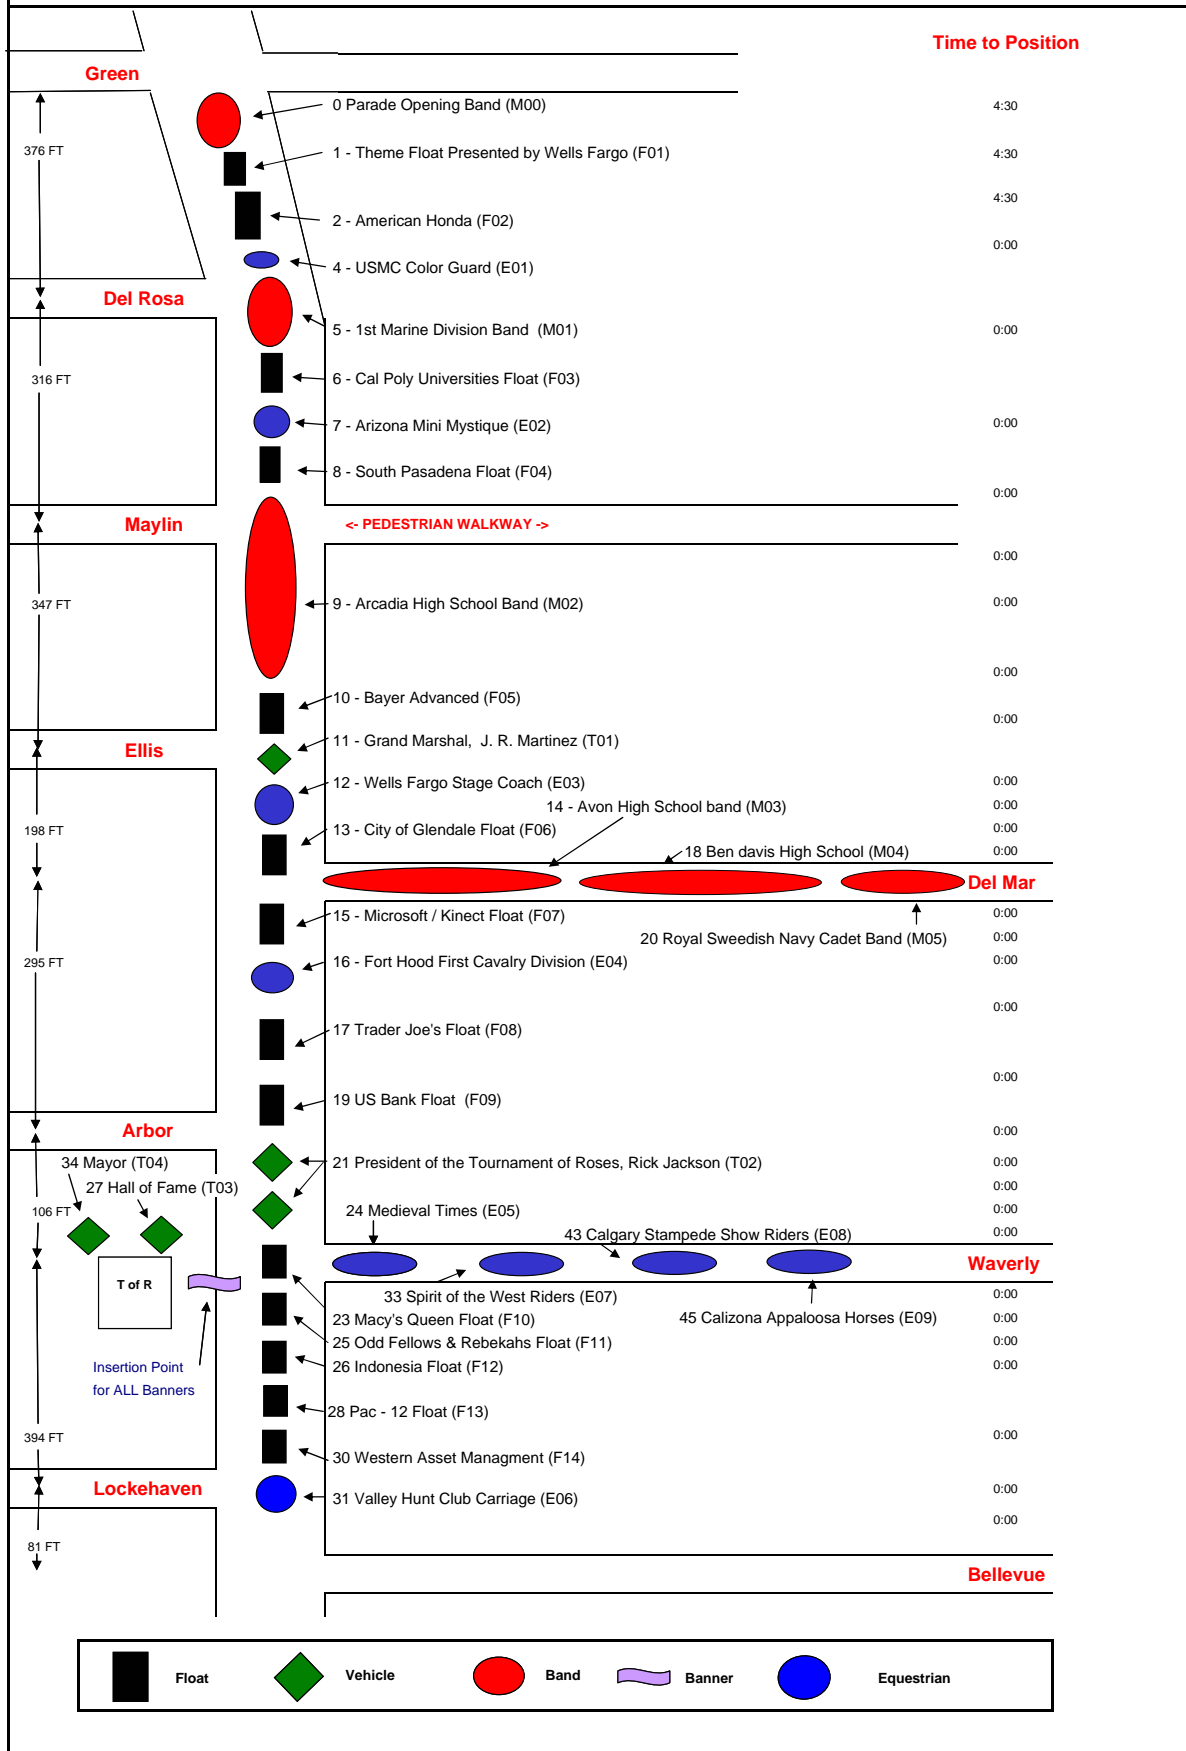 Time to Position
Green
0 Parade Opening Band (M00)
4:30
376 FT
1 - Theme Float Presented by Wells Fargo (F01)
4:30
4:30
2 - American Honda (F02)
0:00
4 - USMC Color Guard (E01)
Del Rosa
5 - 1st Marine Division Band (M01)
0:00
316 FT
6 - Cal Poly Universities Float (F03)
7 - Arizona Mini Mystique (E02)
0:00
8 - South Pasadena Float (F04)
0:00
Maylin
<- PEDESTRIAN WALKWAY ->
0:00
347 FT
9 - Arcadia High School Band (M02)
0:00
0:00
10 - Bayer Advanced (F05)
0:00
Ellis
11 - Grand Marshal, J. R. Martinez (T01)
12 - Wells Fargo Stage Coach (E03)
0:00
14 - Avon High School band (M03)
0:00
198 FT
13 - City of Glendale Float (F06)
0:00
18 Ben davis High School (M04)
0:00
Del Mar
15 - Microsoft / Kinect Float (F07)
0:00
20 Royal Sweedish Navy Cadet Band (M05)
0:00
295 FT
16 - Fort Hood First Cavalry Division (E04)
0:00
0:00
17 Trader Joe's Float (F08)
0:00
19 US Bank Float (F09)
Arbor
0:00
34 Mayor (T04)
21 President of the Tournament of Roses, Rick Jackson (T02)
0:00
27 Hall of Fame (T03)
0:00
106 FT
24 Medieval Times (E05)
0:00
43 Calgary Stampede Show Riders (E08)
0:00
Waverly
T of R
33 Spirit of the West Riders (E07)
0:00
23 Macy's Queen Float (F10)
45 Calizona Appaloosa Horses (E09)
0:00
25 Odd Fellows & Rebekahs Float (F11)
0:00
Insertion Point
for ALL Banners
26 Indonesia Float (F12)
0:00
28 Pac - 12 Float (F13)
394 FT
0:00
30 Western Asset Managment (F14)
Lockehaven
0:00
31 Valley Hunt Club Carriage (E06)
0:00
81 FT
Bellevue
Float
Vehicle
Band
Banner
Equestrian